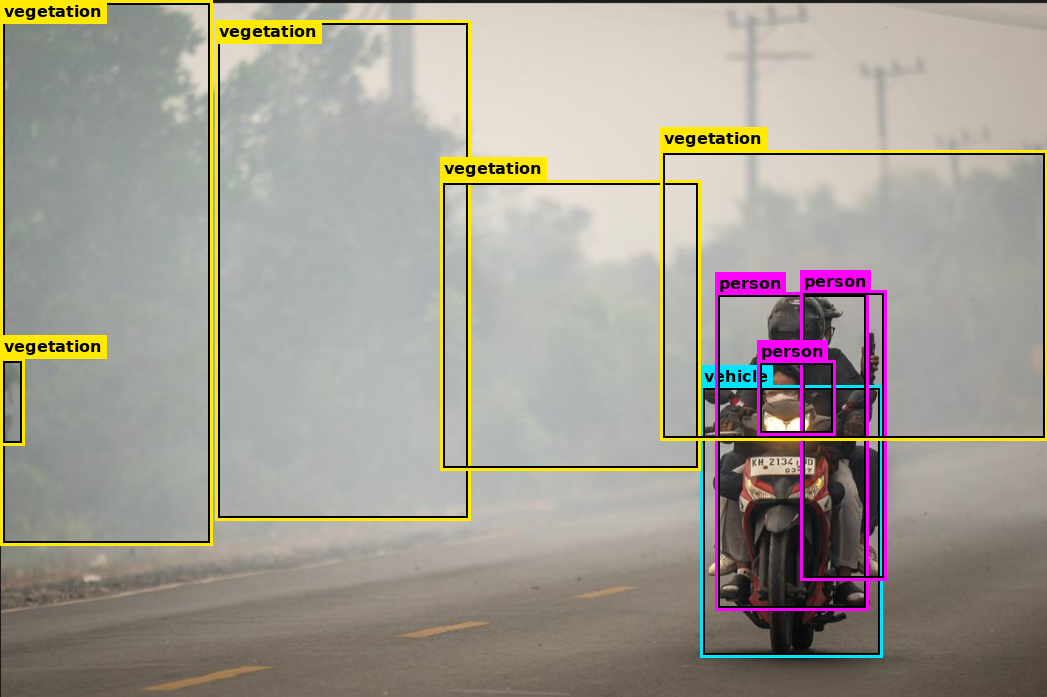 vegetation
vegetation
vegetation
vegetation
person person
vegetation
person
vehicle
KH 2134